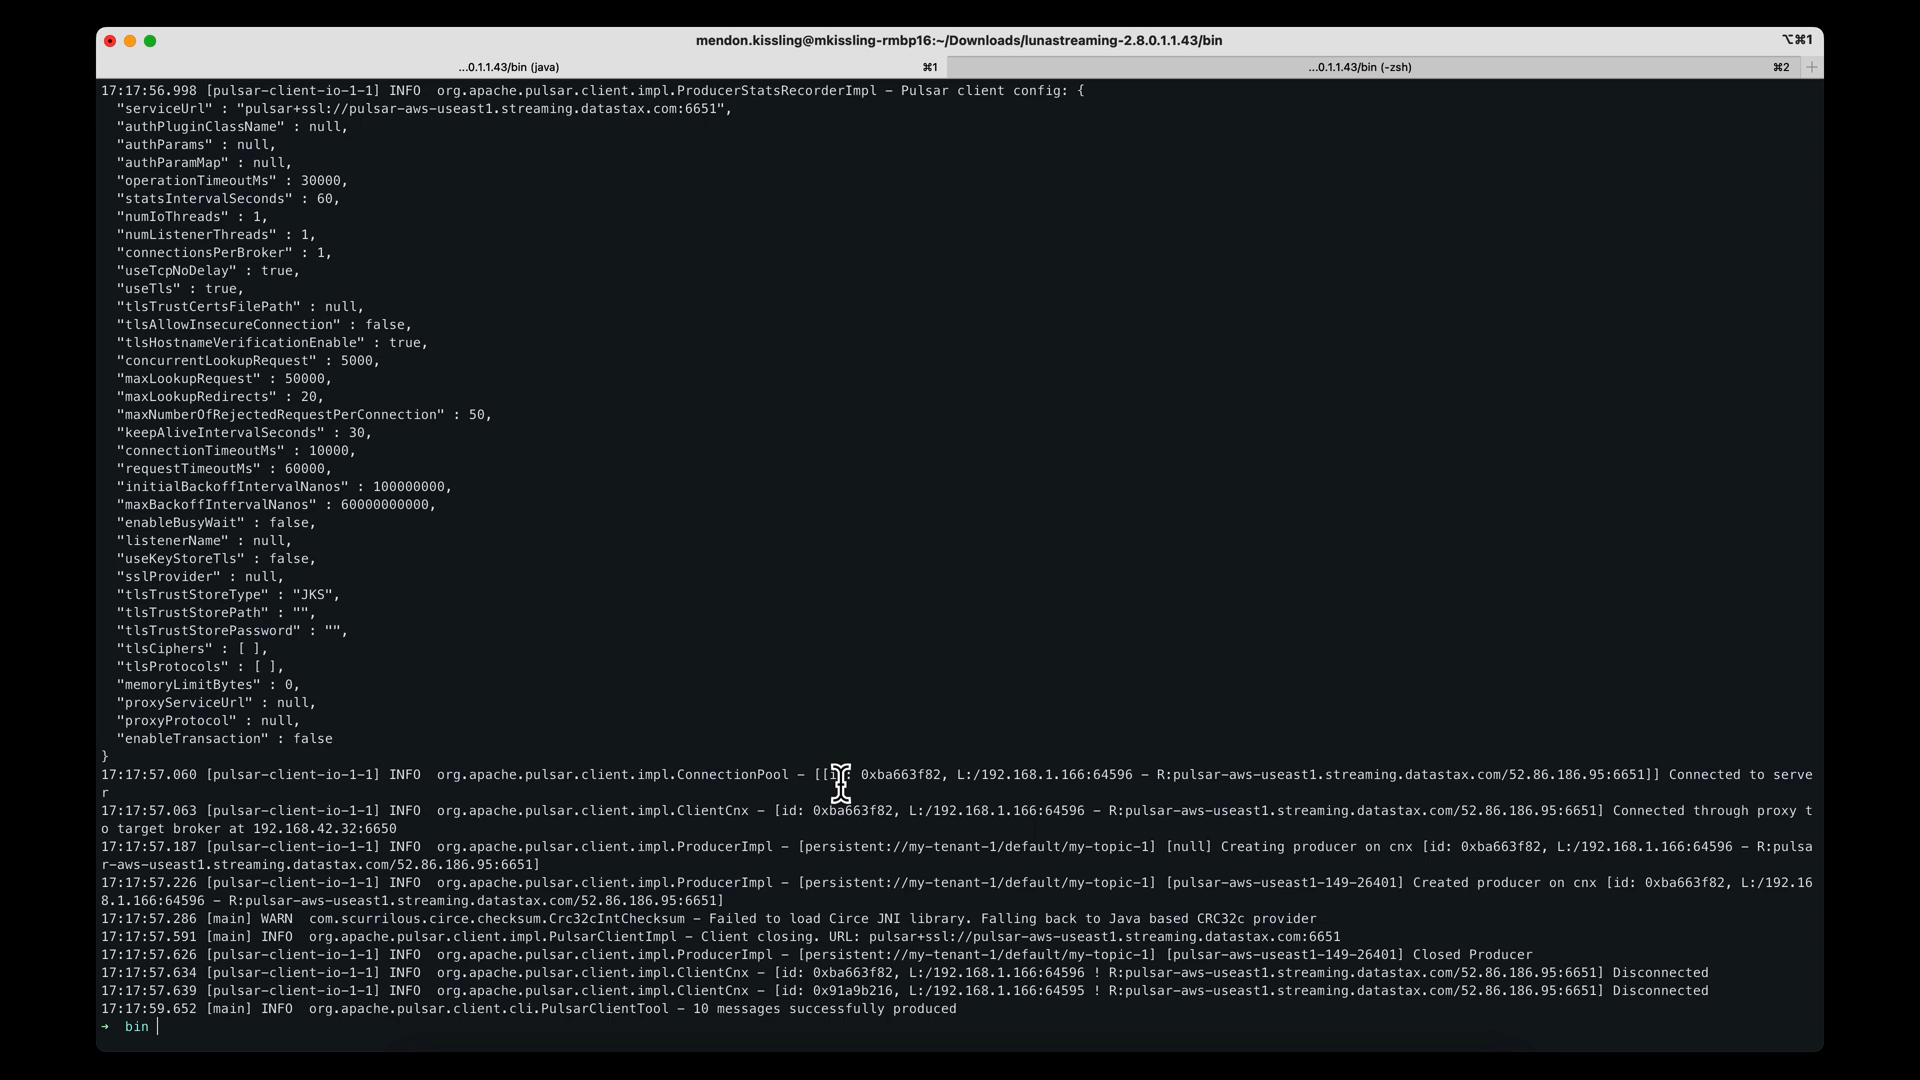 mendon.kissling@mkissling-rmbp16:~/Downloads/lunastreaming-2.8.0.1.1.43/bin
⌥⌘1
...0.1.1.43/bin (java)
⌘1
...0.1.1.43/bin (-zsh)
⌘2
17:17:56.998 [pulsar-client-io-1-1] INFO  org.apache.pulsar.client.impl.ProducerStatsRecorderImpl – Pulsar client config: {
"serviceUrl" : "pulsar+ssl://pulsar-aws-useast1.streaming.datastax.com:6651",
"authPluginClassName" : null,
"authParams" : null,
"authParamMap" : null,
"operationTimeoutMs" : 30000,
"statsIntervalSeconds" : 60,
"numIoThreads" : 1,
"numListenerThreads" : 1,
"connectionsPerBroker" : 1,
"useTcpNoDelay" : true,
"useTls" : true,
"tlsTrustCertsFilePath" : null,
"tlsAllowInsecureConnection" : false,
"tlsHostnameVerificationEnable" : true,
"concurrentLookupRequest" : 5000,
"maxLookupRequest" : 50000,
"maxLookupRedirects" : 20,
"maxNumberOfRejectedRequestPerConnection" : 50,
"keepAliveIntervalSeconds" : 30,
"connectionTimeoutMs" : 10000,
"requestTimeoutMs" : 60000,
"initialBackoffIntervalNanos" : 100000000,
"maxBackoffIntervalNanos" : 60000000000,
"enableBusyWait" : false,
"listenerName" : null,
"useKeyStoreTls" : false,
"sslProvider" : null,
"tlsTrustStoreType" : "JKS",
"tlsTrustStorePath" : "",
"tlsTrustStorePassword" : "",
"tlsCiphers" : [ ],
"tlsProtocols" : [ ],
"memoryLimitBytes" : 0,
"proxyServiceUrl" : null,
"proxyProtocol" : null,
"enableTransaction" : false
}
17:17:57.060 [pulsar-client-io-1-1] INFO  org.apache.pulsar.client.impl.ConnectionPool – [[ 0xba663f82, L:/192.168.1.166:64596 – R:pulsar-aws-useast1.streaming.datastax.com/52.86.186.95:6651]] Connected to serve
r
17:17:57.063 [pulsar-client-io-1-1] INFO  org.apache.pulsar.client.impl.ClientCnx – [id: 0xba663f82, L:/192.168.1.166:64596 – R:pulsar-aws-useast1.streaming.datastax.com/52.86.186.95:6651] Connected through proxy t
o target broker at 192.168.42.32:6650
17:17:57.187 [pulsar-client-io-1-1] INFO  org.apache.pulsar.client.impl.ProducerImpl – [persistent://my-tenant-1/default/my-topic-1] [null] Creating producer on cnx [id: 0xba663f82, L:/192.168.1.166:64596 – R:pulsa
r-aws-useast1.streaming.datastax.com/52.86.186.95:6651]
17:17:57.226 [pulsar-client-io-1-1] INFO  org.apache.pulsar.client.impl.ProducerImpl – [persistent://my-tenant-1/default/my-topic-1] [pulsar-aws-useast1-149-26401] Created producer on cnx [id: 0xba663f82, L:/192.16
8.1.166:64596 – R:pulsar-aws-useast1.streaming.datastax.com/52.86.186.95:6651]
17:17:57.286 [main] WARN  com.scurrilous.circe.checksum.Crc32cIntChecksum – Failed to load Circe JNI library. Falling back to Java based CRC32c provider
17:17:57.591 [main] INFO  org.apache.pulsar.client.impl.PulsarClientImpl – Client closing. URL: pulsar+ssl://pulsar-aws-useast1.streaming.datastax.com:6651
17:17:57.626 [pulsar-client-io-1-1] INFO  org.apache.pulsar.client.impl.ProducerImpl – [persistent://my-tenant-1/default/my-topic-1] [pulsar-aws-useast1-149-26401] Closed Producer
17:17:57.634 [pulsar-client-io-1-1] INFO  org.apache.pulsar.client.impl.ClientCnx – [id: 0xba663f82, L:/192.168.1.166:64596 ! R:pulsar-aws-useast1.streaming.datastax.com/52.86.186.95:6651] Disconnected
17:17:57.639 [pulsar-client-io-1-1] INFO  org.apache.pulsar.client.impl.ClientCnx – [id: 0x91a9b216, L:/192.168.1.166:64595 ! R:pulsar-aws-useast1.streaming.datastax.com/52.86.186.95:6651] Disconnected
17:17:59.652 [main] INFO  org.apache.pulsar.client.cli.PulsarClientTool – 10 messages successfully produced
→ bin